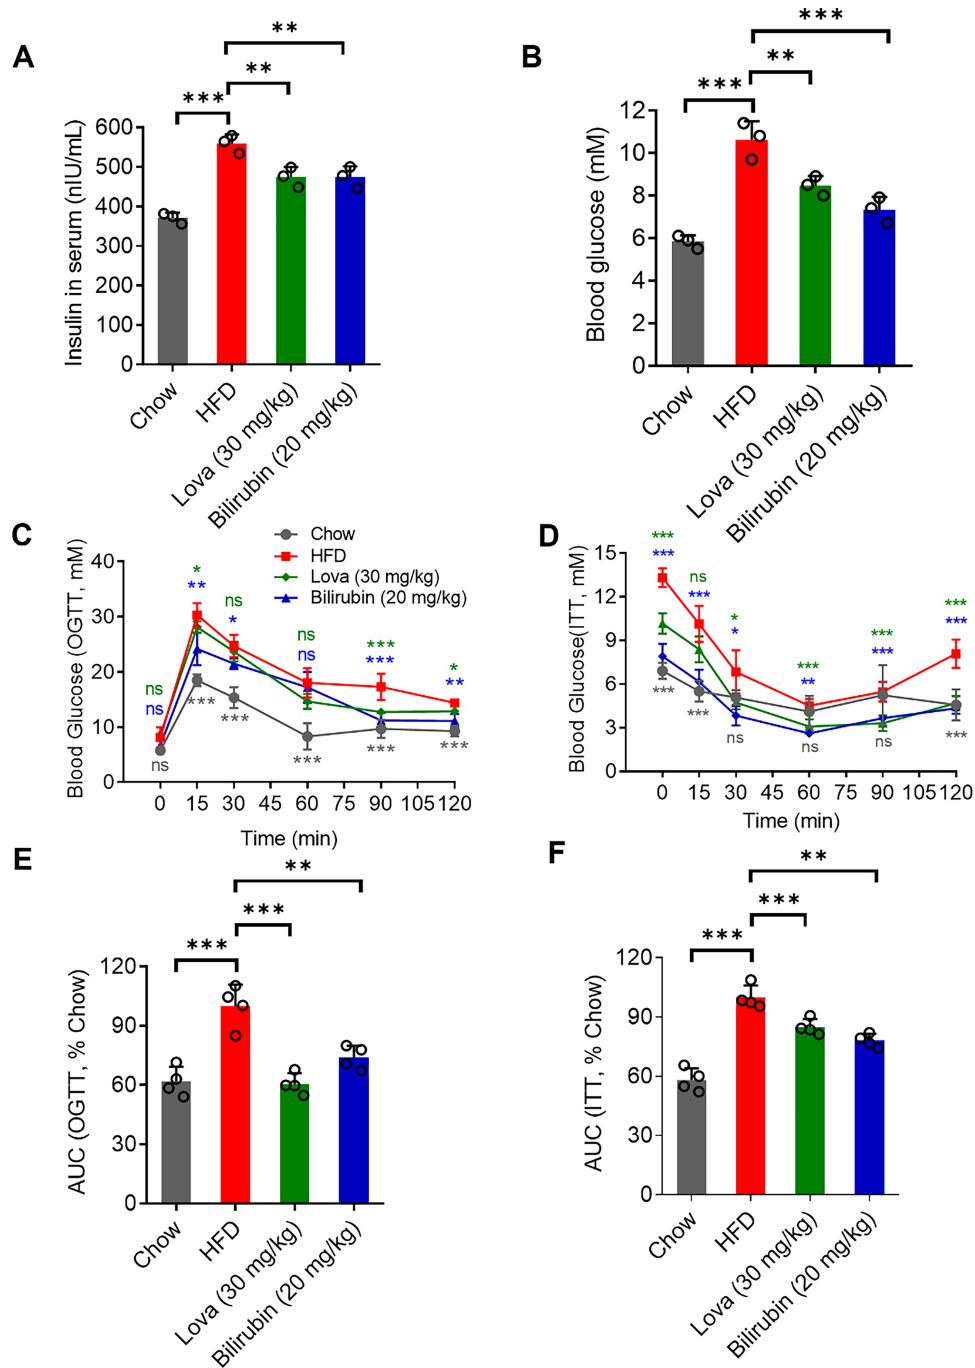 A
**
**
***
Insulin in serum (nIU/mL)
600
500
400
300
200
100
0
Chow
HFD
Lova (30 mg/kg)
Bilirubin (20 mg/kg)
B
***
**
***
Blood glucose (mM)
12
10
8
6
4
2
0
Chow
HFD
Lova (30 mg/kg)
Bilirubin (20 mg/kg)
C
Chow
HFD
Lova (30 mg/kg)
Bilirubin (20 mg/kg)
Blood Glucose (OGTT, mM)
40
30
20
10
0
ns
ns
ns
*
**
***
ns
*
***
ns
ns
***
***
***
***
*
**
***
0 15 30 45 60 75 90 105 120
Time (min)
D
Blood Glucose(ITT, mM)
15
12
9
6
3
0
***
***
***
ns
***
***
*
*
ns
***
**
ns
***
***
ns
***
***
***
0 15 30 45 60 75 90 105 120
Time (min)
E
**
***
***
AUC (OGTT, % Chow)
120
90
60
30
0
Chow
HFD
Lova (30 mg/kg)
Bilirubin (20 mg/kg)
F
**
***
***
AUC (ITT, % Chow)
120
90
60
30
0
Chow
HFD
Lova (30 mg/kg)
Bilirubin (20 mg/kg)